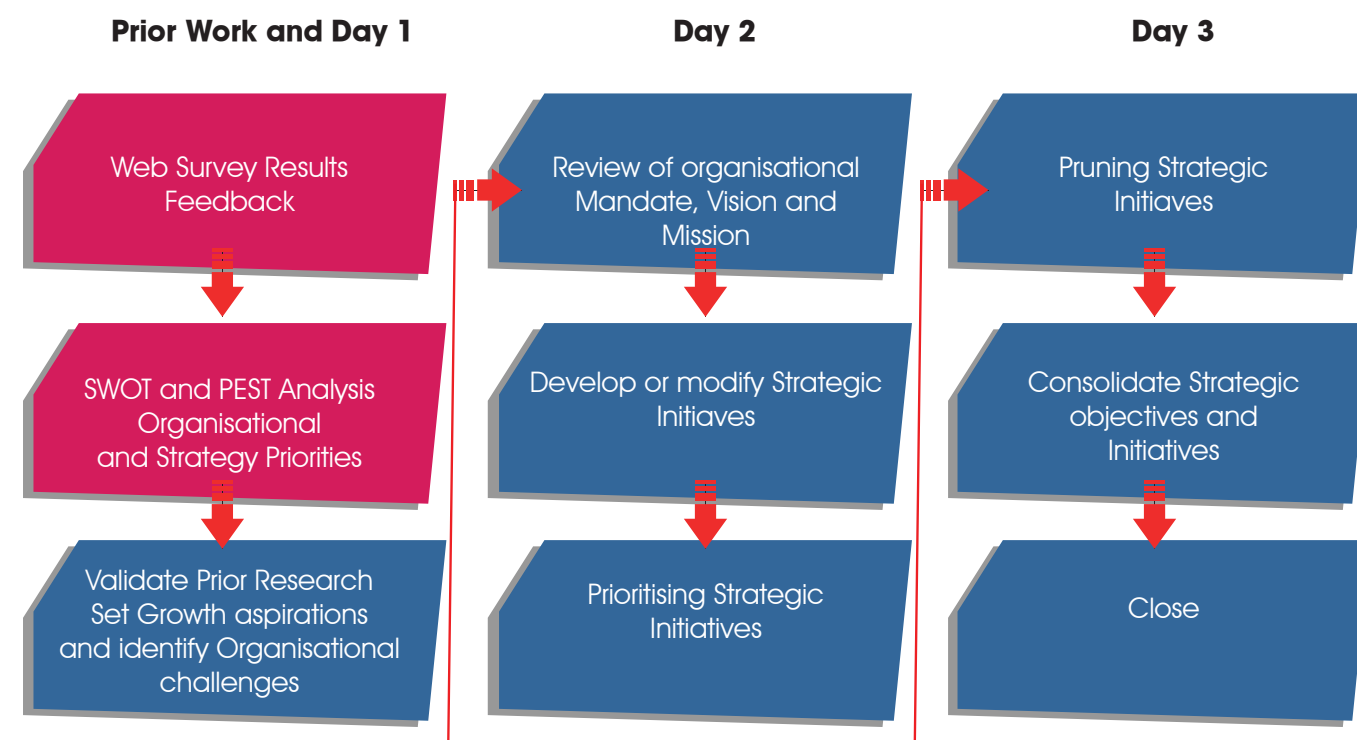 Prior Work and Day 1
Web Survey Results
Feedback
SWOT and PEST Analysis
Organisational
and Strategy Priorities
Validate Prior Research
Set Growth aspirations
and identify Organisational
challenges
Day 2
Review of organisational
Mandate, Vision and
Mission
Develop or modify Strategic
Initiaves
Prioritising Strategic
Initiatives
Day 3
Pruning Strategic
Initiaves
Consolidate Strategic
objectives and
Initiatives
Close